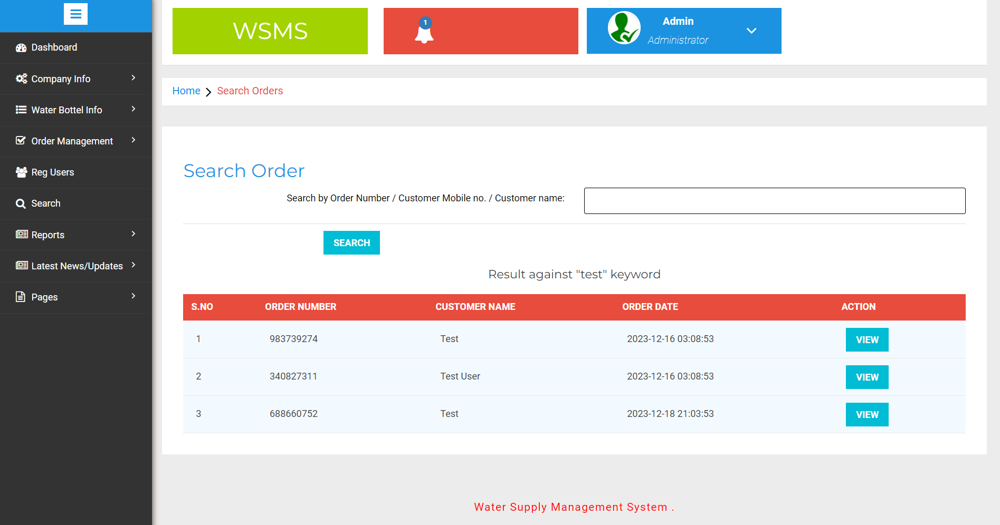 WSMS
1
Admin
Administrator
Dashboard
Company Info
Water Bottel Info
Order Management
Reg Users
Search
Reports
Latest News/Updates
Pages
Home
Search Orders
Search Order
Search by Order Number / Customer Mobile no. / Customer name:
SEARCH
Result against "test" keyword
S.NO ORDER NUMBER CUSTOMER NAME ORDER DATE ACTION
1 983739274 Test 2023-12-16 03:08:53 VIEW
2 340827311 Test User 2023-12-16 03:08:53 VIEW
3 688660752 Test 2023-12-18 21:03:53 VIEW
Water Supply Management System .